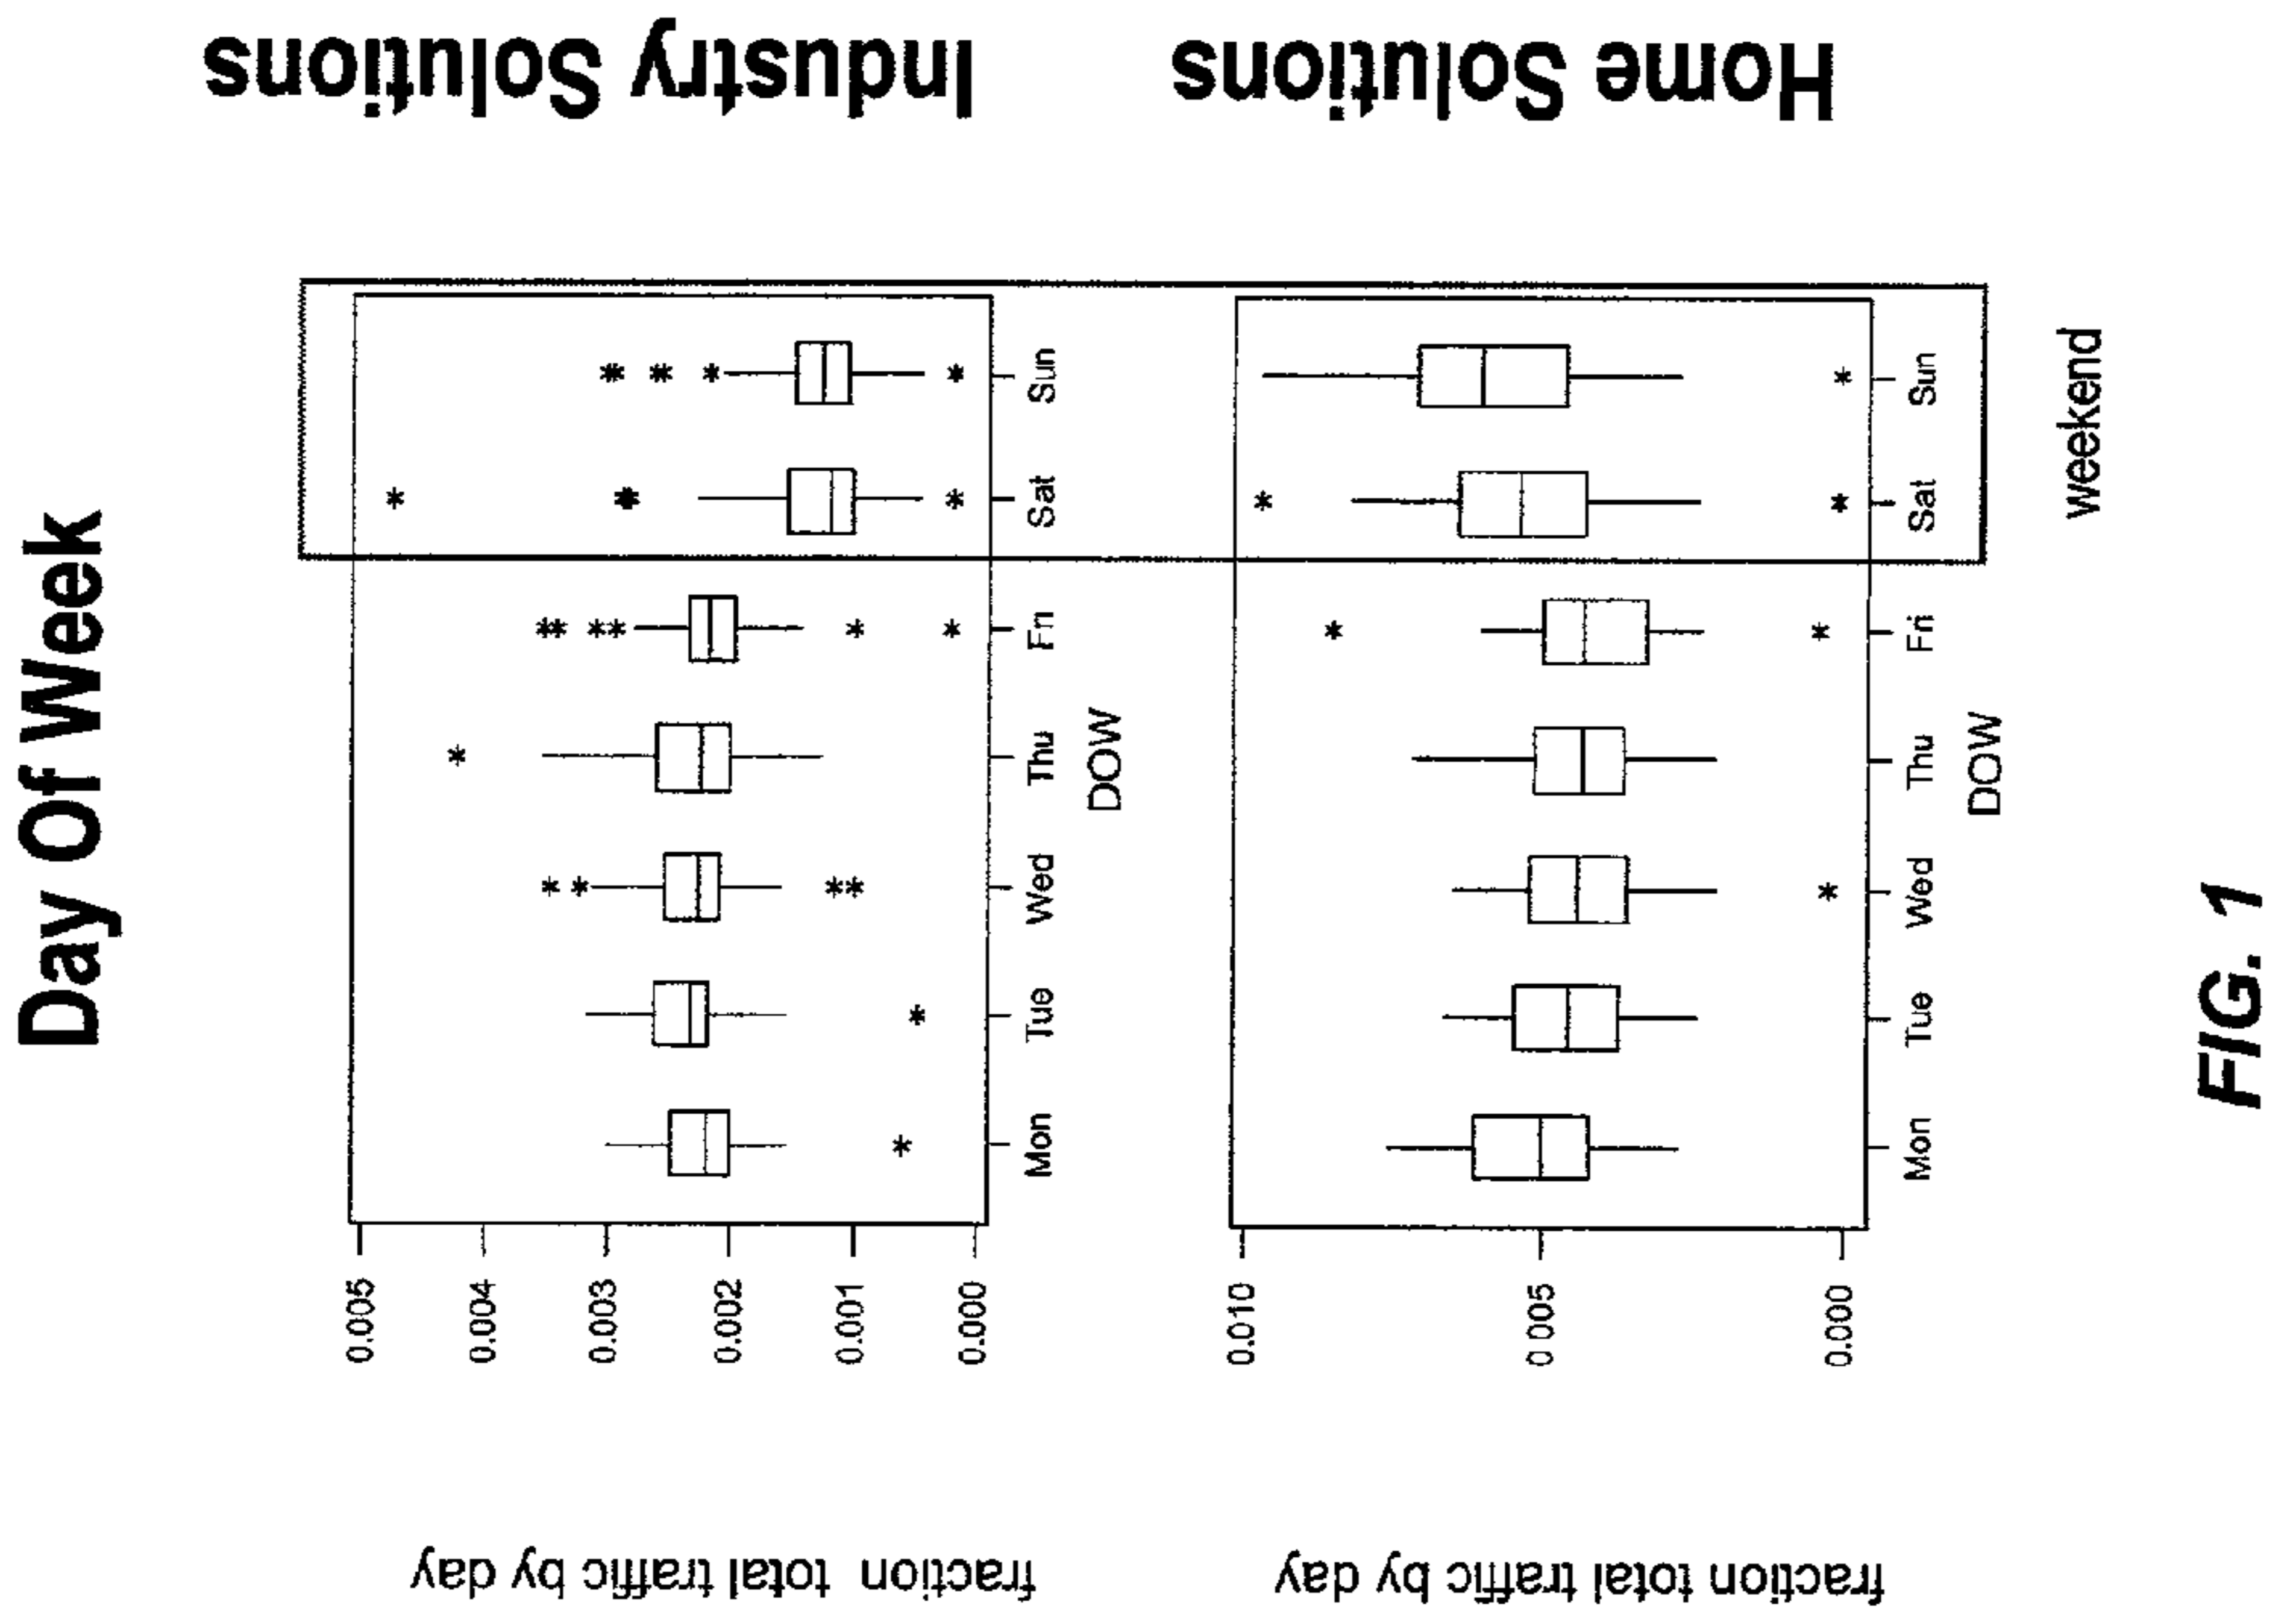 Day Of Week
Industry Solutions
fraction total traffic by day
0.005
0.004
0.003
0.002
0.001
0.000
Mon
Tue
Wed
Thu
Fri
Sat
Sun
DOW
Home Solutions
fraction total traffic by day
0.010
0 005
0.000
Mon
Tue
Wed
Thu
Fri
Sat
Sun
DOW
weekend
FIG. 1